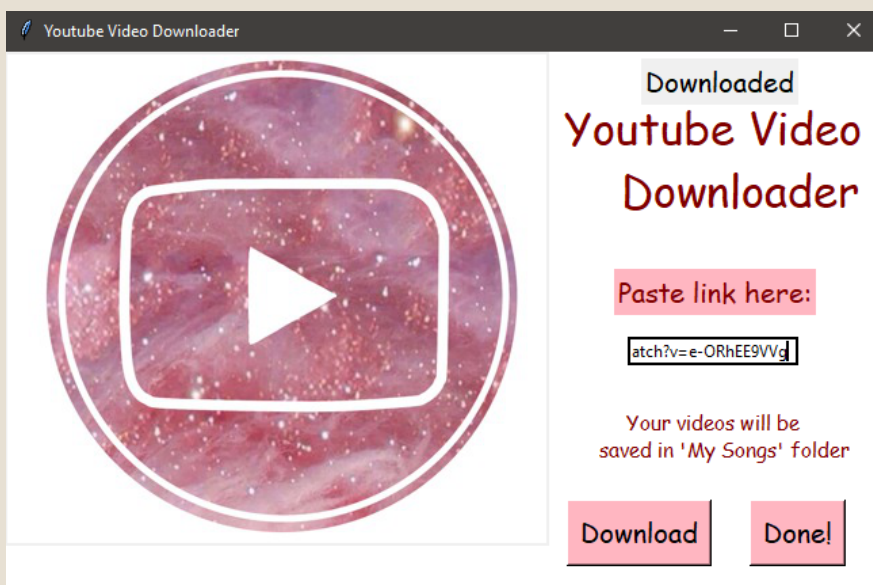 Youtube Video Downloader
Downloaded
Youtube Video
Downloader
Paste link here:
atch?v=e-ORhEE9VVg
Your videos will be
saved in 'My Songs' folder
Download
Done!